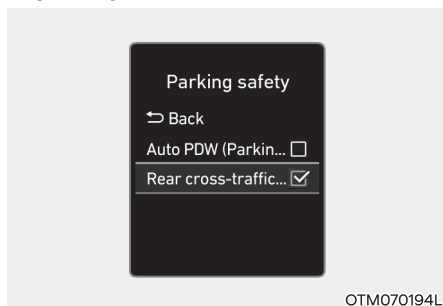 Parking safety
⮌ Back
Auto PDW (Parkin... ☐
Rear cross-traffic... ☑
OTM070194L